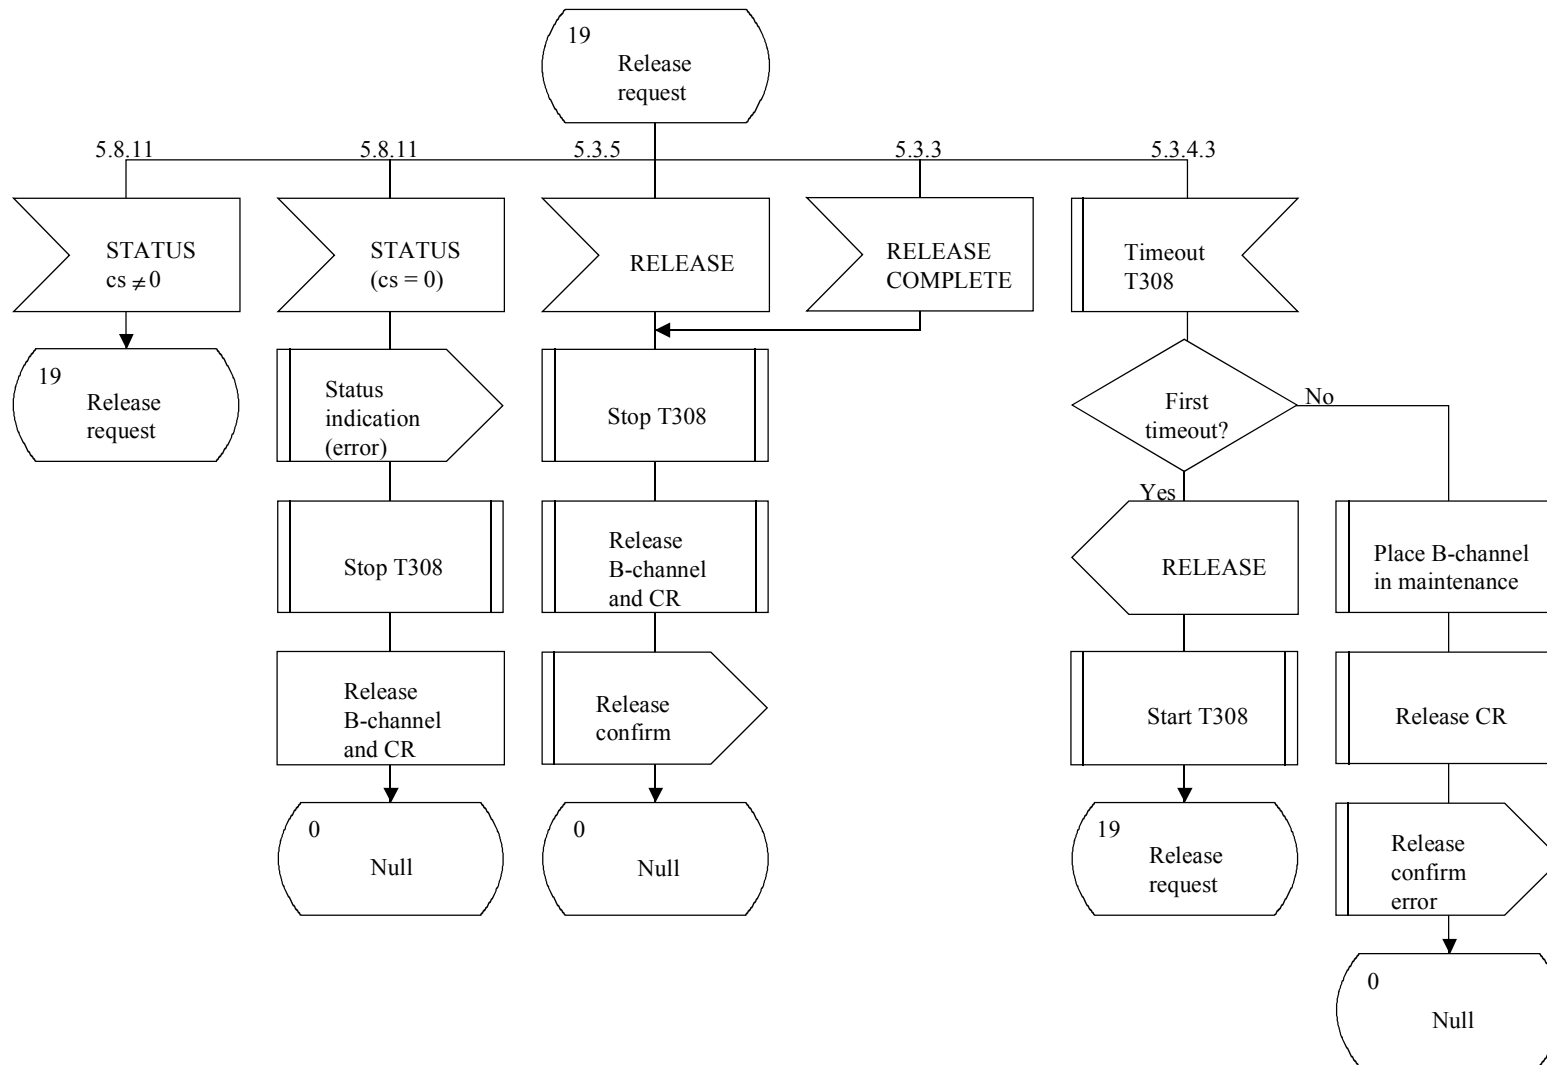 19
Release
request
5.8.11
5.8.11
5.3.5
5.3.3
5.3.4.3
STATUS
cs ≠ 0
STATUS
(cs = 0)
RELEASE
RELEASE
COMPLETE
Timeout
T308
19
Release
request
Status
indication
(error)
Stop T308
First
timeout?
No
Yes
Stop T308
Release
B-channel
and CR
RELEASE
Place B-channel
in maintenance
Release
B-channel
and CR
Release
confirm
Start T308
Release CR
0
Null
0
Null
19
Release
request
Release
confirm
error
0
Null